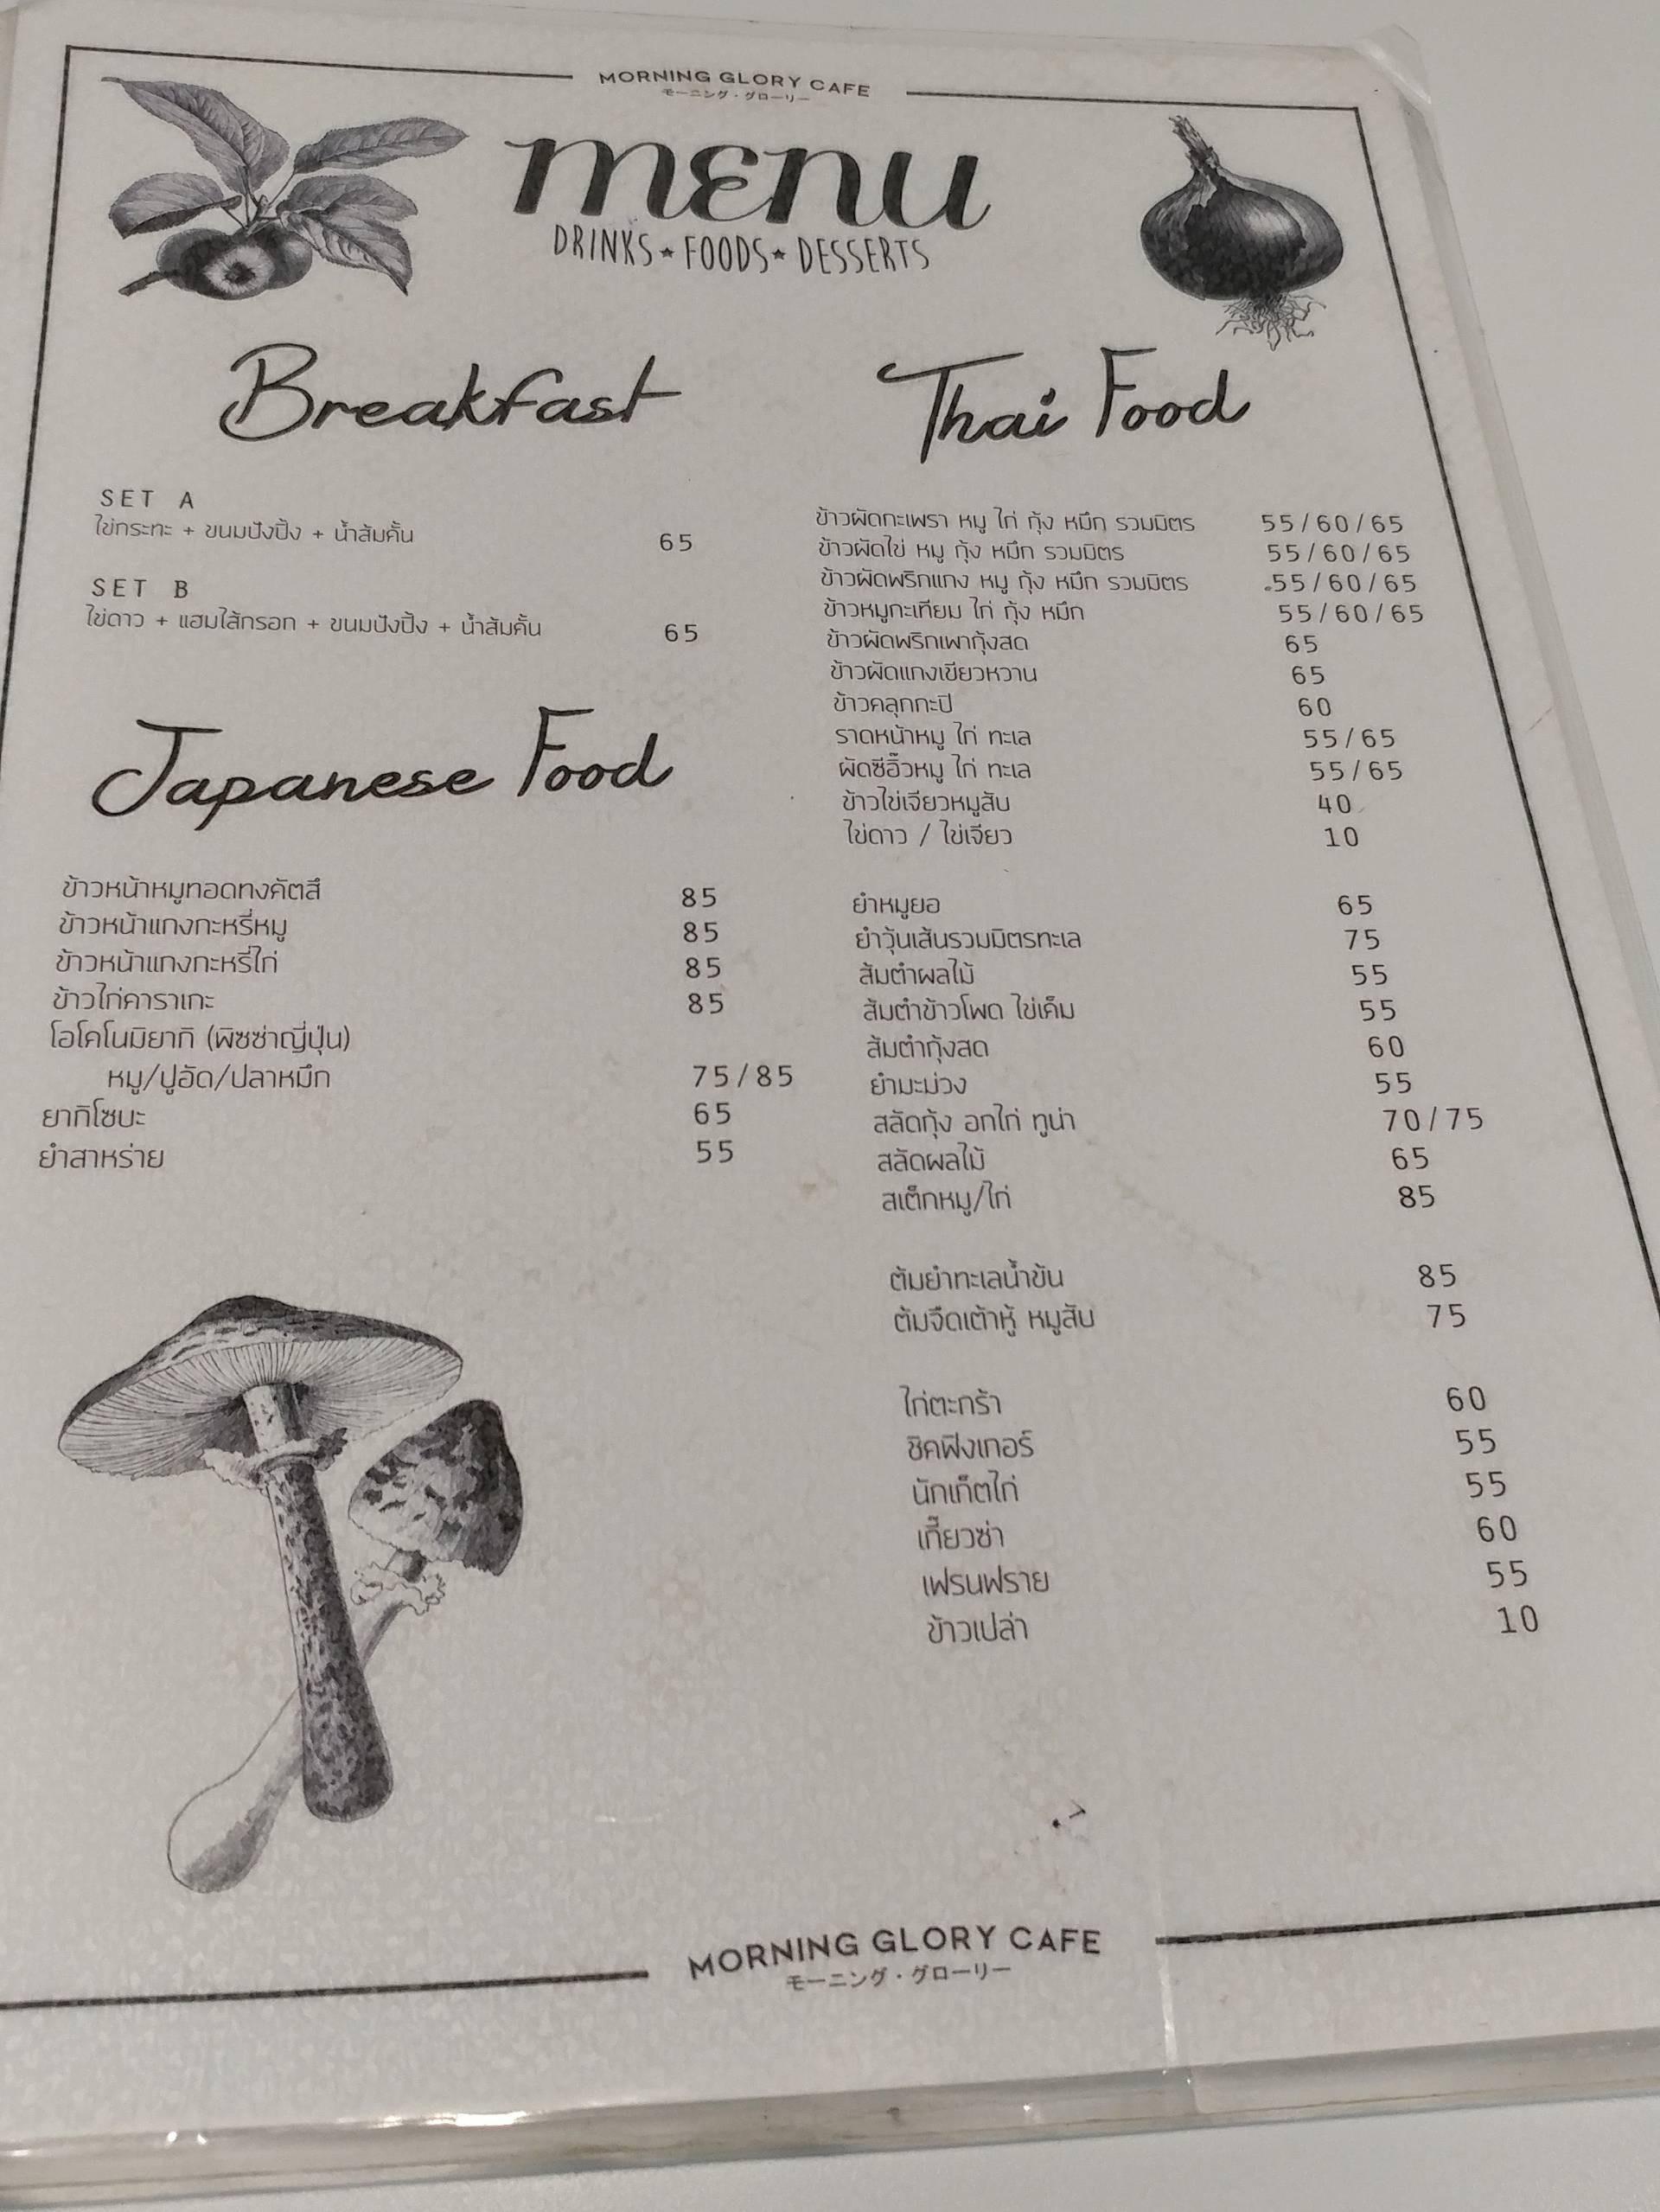 MORNING GLORY CAFE
モーニング・グローリー
menu
DRINKS★FOODS★DESSERTS
Breakfast
SET A
ไข่กระทะ + ขนมปังปิ้ง + น้ำส้มคั้น 65
SET B
ไข่ดาว + แฮมไส้กรอก + ขนมปังปิ้ง + น้ำส้มคั้น 65
Japanese Food
ข้าวหน้าหมูทอดทงคัตสึ 85
ข้าวหน้าแกงกะหรี่หมู 85
ข้าวหน้าแกงกะหรี่ไก่ 85
ข้าวไก่คาราเกะ 85
โอโคโนมิยากิ (พิซซ่าญี่ปุ่น)
หมู/ปูอัด/ปลาหมึก 75/85
ยากิโซบะ 65
ยำสาหร่าย 55
Thai Food
ข้าวผัดกะเพรา หมู ไก่ กุ้ง หมึก รวมมิตร 55/60/65
ข้าวผัดไข่ หมู กุ้ง หมึก รวมมิตร 55/60/65
ข้าวผัดพริกแกง หมู กุ้ง หมึก รวมมิตร .55/60/65
ข้าวหมูกะเทียม ไก่ กุ้ง หมึก 55/60/65
ข้าวผัดพริกเผากุ้งสด 65
ข้าวผัดแกงเขียวหวาน 65
ข้าวคลุกกะปิ 60
ราดหน้าหมู ไก่ ทะเล 55/65
ผัดซีอิ๊วหมู ไก่ ทะเล 55/65
ข้าวไข่เจียวหมูสับ 40
ไข่ดาว / ไข่เจียว 10
ยำหมูยอ 65
ยำวุ้นเส้นรวมมิตรทะเล 75
ส้มตำผลไม้ 55
ส้มตำข้าวโพด ไข่เค็ม 55
ส้มตำกุ้งสด 60
ยำมะม่วง 55
สลัดกุ้ง อกไก่ ทูน่า 70/75
สลัดผลไม้ 65
สเต็กหมู/ไก่ 85
ต้มยำทะเลน้ำข้น 85
ต้มจืดเต้าหู้ หมูสับ 75
ไก่ตะกร้า 60
ชิคฟิงเกอร์ 55
นักเก็ตไก่ 55
เกี๊ยวซ่า 60
เฟรนฟราย 55
ข้าวเปล่า 10
MORNING GLORY CAFE
モーニング・グローリー